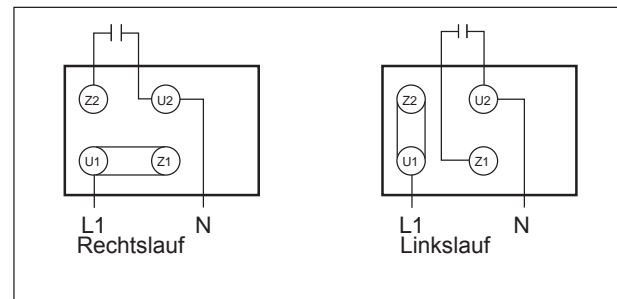 Z2 U2
U1 Z1
L1 N
Rechtslauf
Z2 U2
U1 Z1
L1 N
Linkslauf